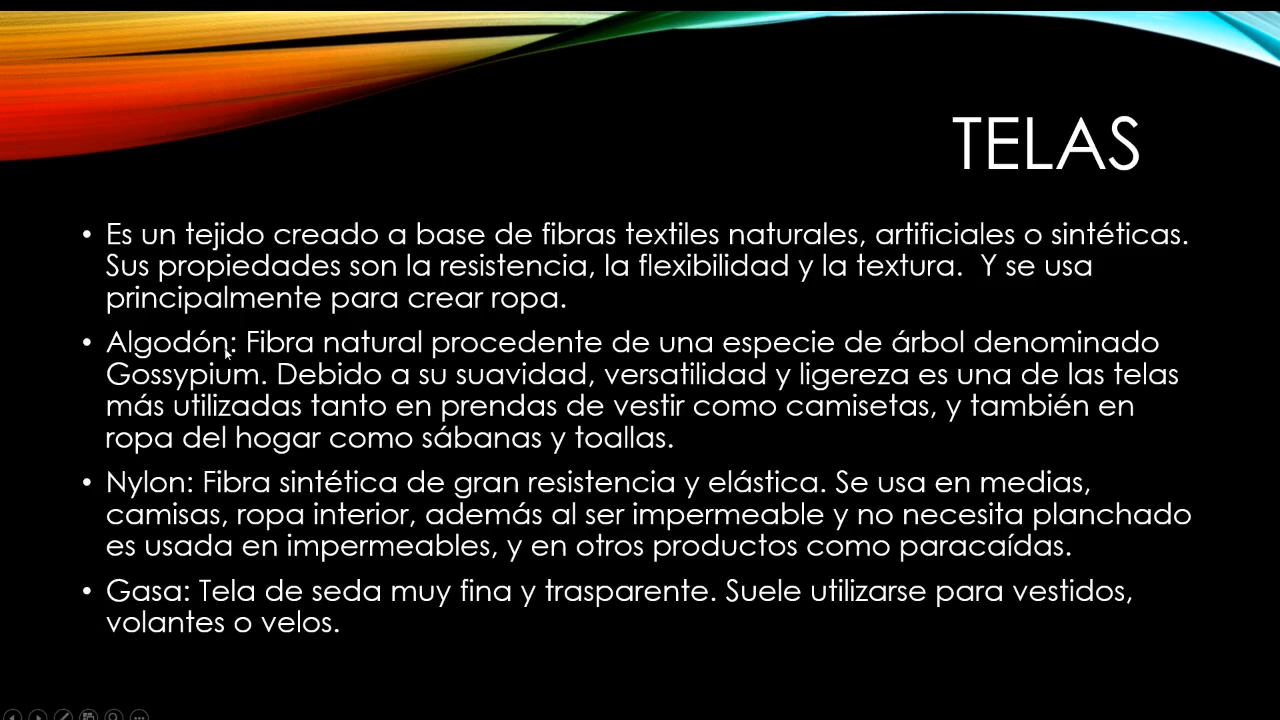 TELAS
• Es un tejido creado a base de fibras textiles naturales, artificiales o sintéticas.
Sus propiedades son la resistencia, la flexibilidad y la textura.  Y se usa
principalmente para crear ropa.
• Algodón: Fibra natural procedente de una especie de árbol denominado
Gossypium. Debido a su suavidad, versatilidad y ligereza es una de las telas
más utilizadas tanto en prendas de vestir como camisetas, y también en
ropa del hogar como sábanas y toallas.
• Nylon: Fibra sintética de gran resistencia y elástica. Se usa en medias,
camisas, ropa interior, además al ser impermeable y no necesita planchado
es usada en impermeables, y en otros productos como paracaídas.
• Gasa: Tela de seda muy fina y trasparente. Suele utilizarse para vestidos,
volantes o velos.